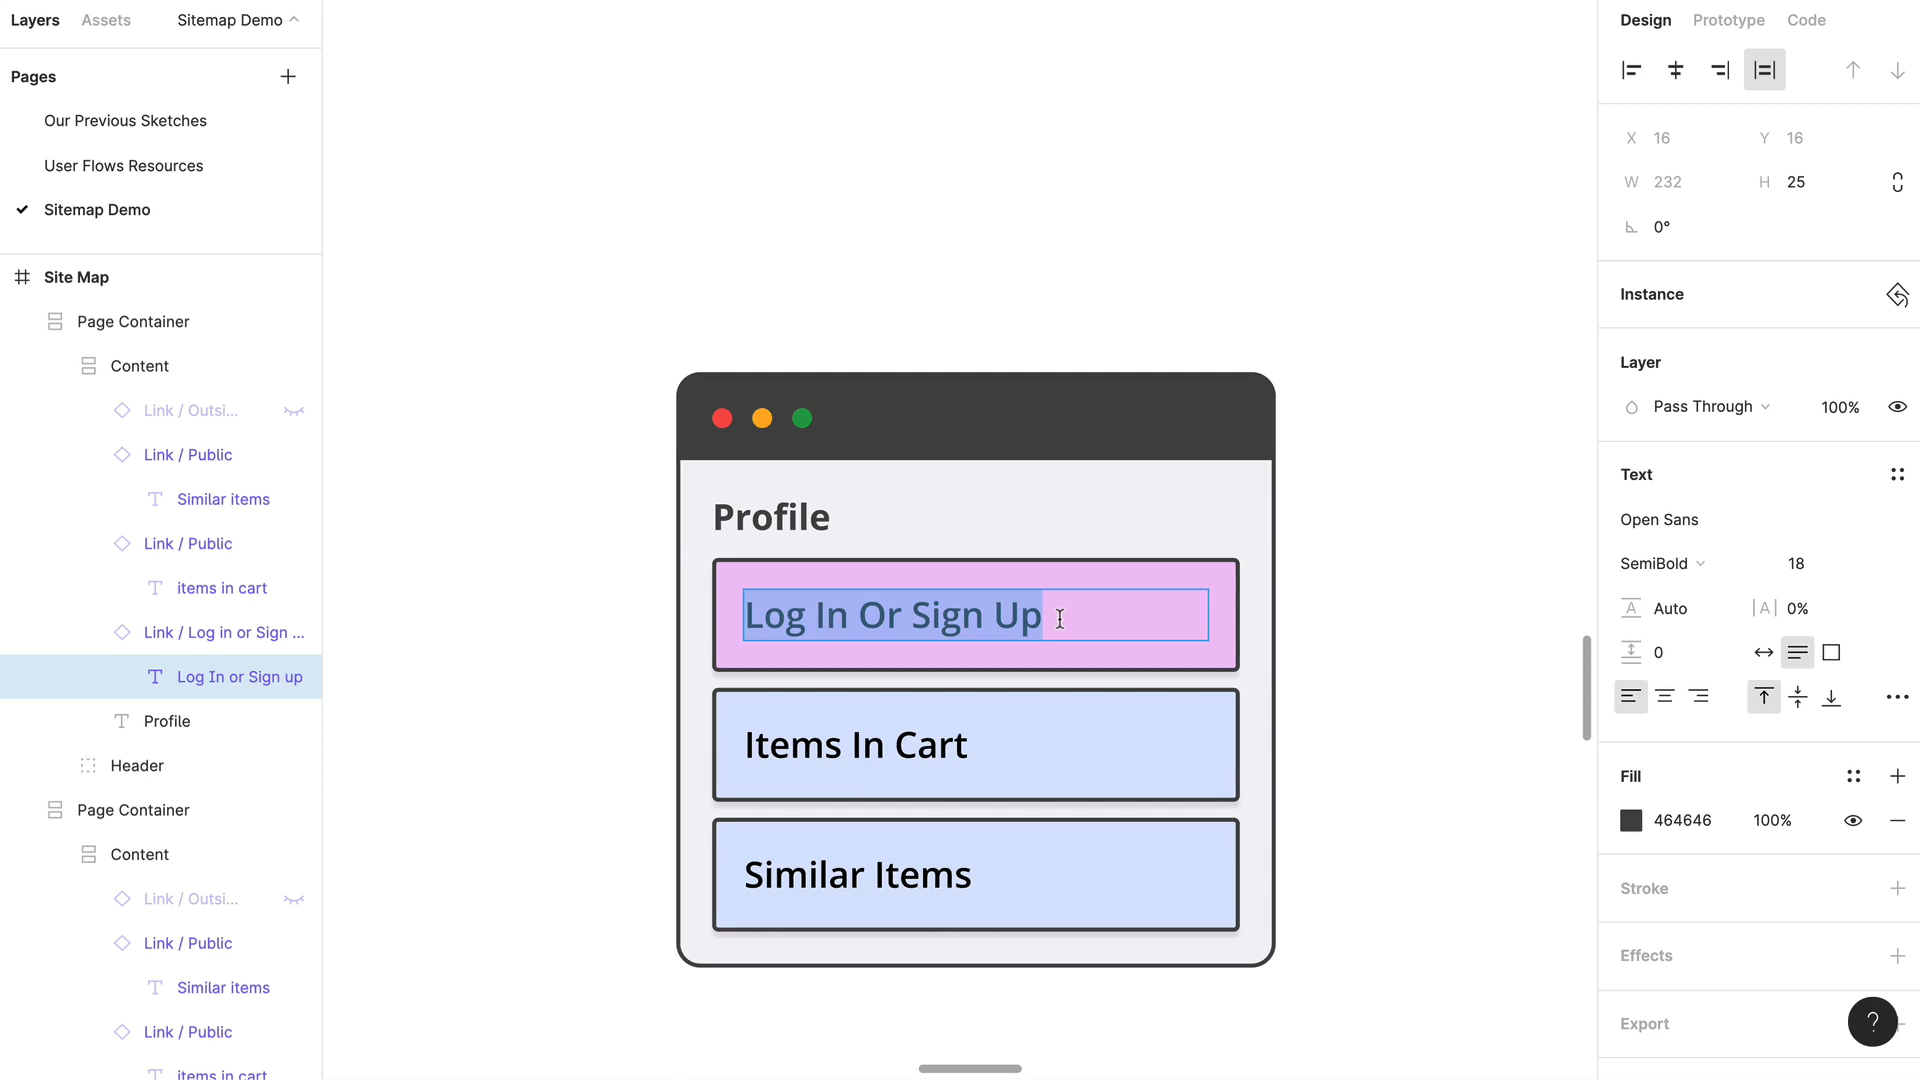 Layers Assets Sitemap Demo
Pages
Our Previous Sketches
User Flows Resources
Sitemap Demo
Site Map
Page Container
Content
Link / Outsi...
Link / Public
Similar items
Link / Public
items in cart
Link / Log in or Sign ...
Log In or Sign up
Profile
Header
Page Container
Content
Link / Outsi...
Link / Public
Similar items
Link / Public
items in cart
Profile
Log In Or Sign Up
Items In Cart
Similar Items
Design Prototype Code
X 16 Y 16
W 232 H 25
0°
Instance
Layer
Pass Through 100%
Text
Open Sans
SemiBold 18
A Auto |A| 0%
0
Fill
464646 100%
Stroke
Effects
Export
?